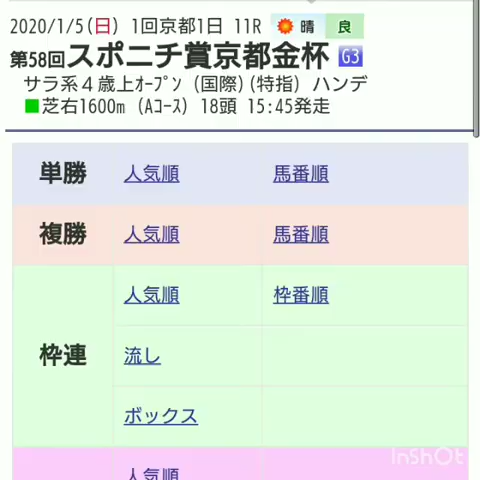 2020/1/5(日) 1回京都1日 11R 晴 良
第58回スポニチ賞京都金杯 G3
サラ系４歳上ｵｰﾌﾟﾝ (国際)(特指) ハンデ
芝右1600m (Aｺｰｽ) 18頭 15:45発走
単勝 人気順 馬番順
複勝 人気順 馬番順
人気順 枠番順
枠連 流し
ボックス
人気順
InShOt